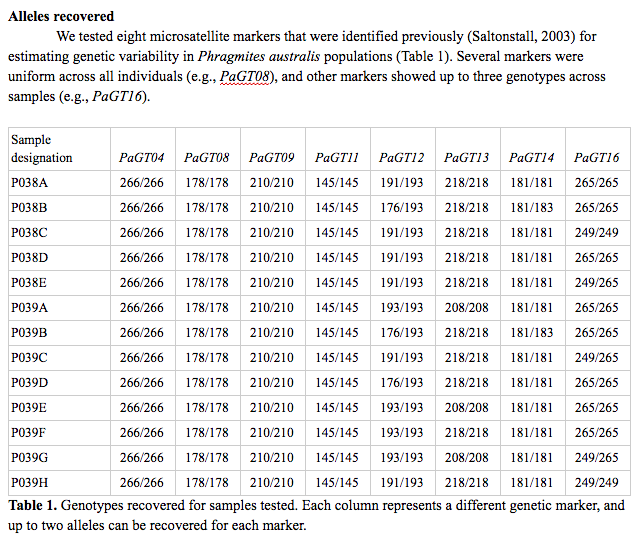 Alleles recovered
We tested eight microsatellite markers that were identified previously (Saltonstall, 2003) for
estimating genetic variability in Phragmites australis populations (Table 1). Several markers were
uniform across all individuals (e.g., PaGT08), and other markers showed up to three genotypes across
samples (e.g., PaGT16).
Sample
designation PaGT04 PaGT08 PaGT09 PaGT11 PaGT12 PaGT13 PaGT14 PaGT16
P038A 266/266 178/178 210/210 145/145 191/193 218/218 181/181 265/265
P038B 266/266 178/178 210/210 145/145 176/193 218/218 181/183 265/265
P038C 266/266 178/178 210/210 145/145 191/193 218/218 181/181 249/249
P038D 266/266 178/178 210/210 145/145 191/193 218/218 181/181 265/265
P038E 266/266 178/178 210/210 145/145 191/193 218/218 181/181 249/265
P039A 266/266 178/178 210/210 145/145 193/193 208/208 181/181 265/265
P039B 266/266 178/178 210/210 145/145 176/193 218/218 181/183 265/265
P039C 266/266 178/178 210/210 145/145 191/193 218/218 181/181 249/265
P039D 266/266 178/178 210/210 145/145 176/193 218/218 181/181 265/265
P039E 266/266 178/178 210/210 145/145 193/193 208/208 181/181 265/265
P039F 266/266 178/178 210/210 145/145 193/193 218/218 181/181 265/265
P039G 266/266 178/178 210/210 145/145 193/193 208/208 181/181 249/265
P039H 266/266 178/178 210/210 145/145 191/193 218/218 181/181 249/249
Table 1. Genotypes recovered for samples tested. Each column represents a different genetic marker, and
up to two alleles can be recovered for each marker.